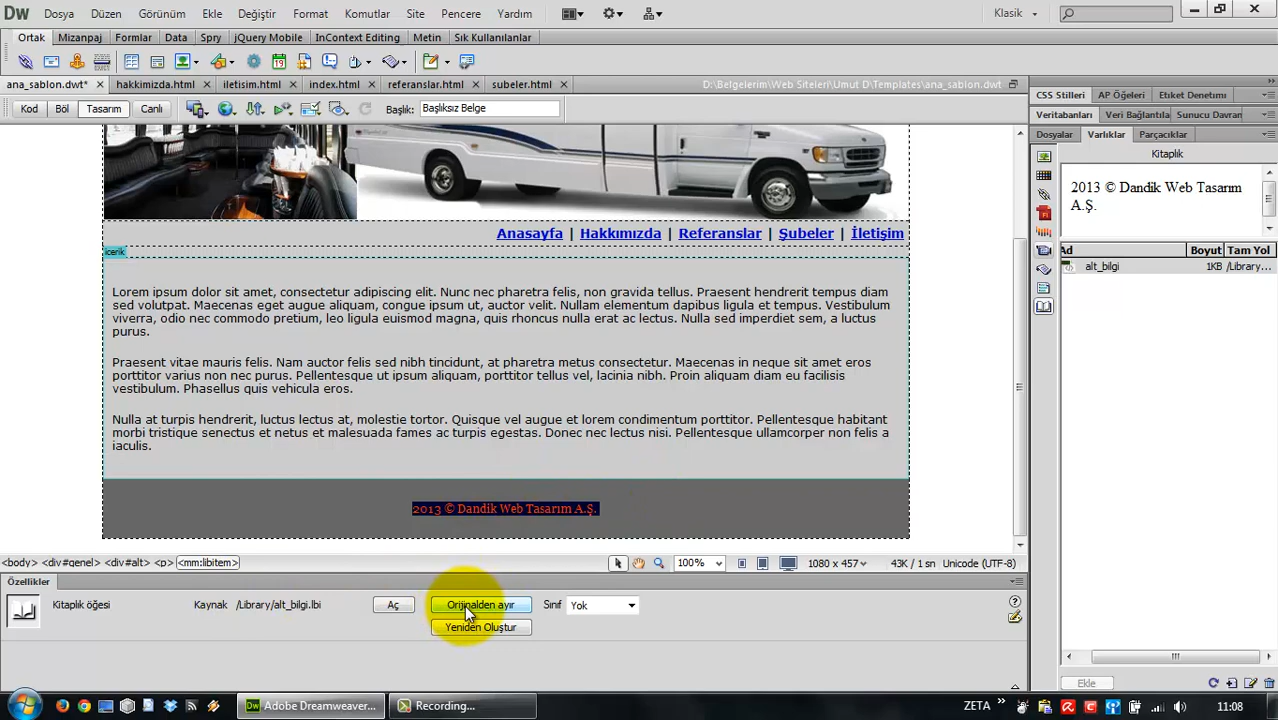 Dw Dosya Düzen Görünüm Ekle Değiştir Format Komutlar Site Pencere Yardım Klasik
Ortak Mizanpaj Formlar Data Spry jQuery Mobile InContext Editing Metin Sık Kullanılanlar
ana_sablon.dwt* hakkimizda.html iletisim.html index.html referanslar.html subeler.html D:\Belgelerim\Web Siteleri\Umut D\Templates\ana_sablon.dwt
Kod Böl Tasarım Canlı Başlık: Başlıksız Belge
CSS Stilleri AP Öğeleri Etiket Denetimi
Veritabanları Veri Bağlantıla Sunucu Davran
Dosyalar Varlıklar Parçacıklar
Kitaplık
2013 © Dandik Web Tasarım
A.Ş.
Ad Boyut Tam Yol
alt_bilgi 1KB /Library...
Anasayfa | Hakkımızda | Referanslar | Şubeler | İletişim
icerik
Lorem ipsum dolor sit amet, consectetur adipiscing elit. Nunc nec pharetra felis, non gravida tellus. Praesent hendrerit tempus diam
sed volutpat. Maecenas eget augue aliquam, congue ipsum ut, auctor velit. Nullam elementum dapibus ligula et tempus. Vestibulum
viverra, odio nec commodo pretium, leo ligula euismod magna, quis rhoncus nulla erat ac lectus. Nulla sed imperdiet sem, a luctus
purus.
Praesent vitae mauris felis. Nam auctor felis sed nibh tincidunt, at pharetra metus consectetur. Maecenas in neque sit amet eros
porttitor varius non nec purus. Pellentesque ut ipsum aliquam, porttitor tellus vel, lacinia nibh. Proin aliquam diam eu facilisis
vestibulum. Phasellus quis vehicula eros.
Nulla at turpis hendrerit, luctus lectus at, molestie tortor. Quisque vel augue et lorem condimentum porttitor. Pellentesque habitant
morbi tristique senectus et netus et malesuada fames ac turpis egestas. Donec nec lectus nisi. Pellentesque ullamcorper non felis a
iaculis.
2013 © Dandik Web Tasarım A.Ş.
<body> <div#genel> <div#alt> <p> <mm:libitem> 100% 1080 x 457 43K / 1 sn Unicode (UTF-8)
Özellikler
Kitaplık öğesi Kaynak /Library/alt_bilgi.lbi Aç Orijinalden ayır Sınıf Yok
Yeniden Oluştur
Ekle
Adobe Dreamweaver... Recording... ZETA » 11:08